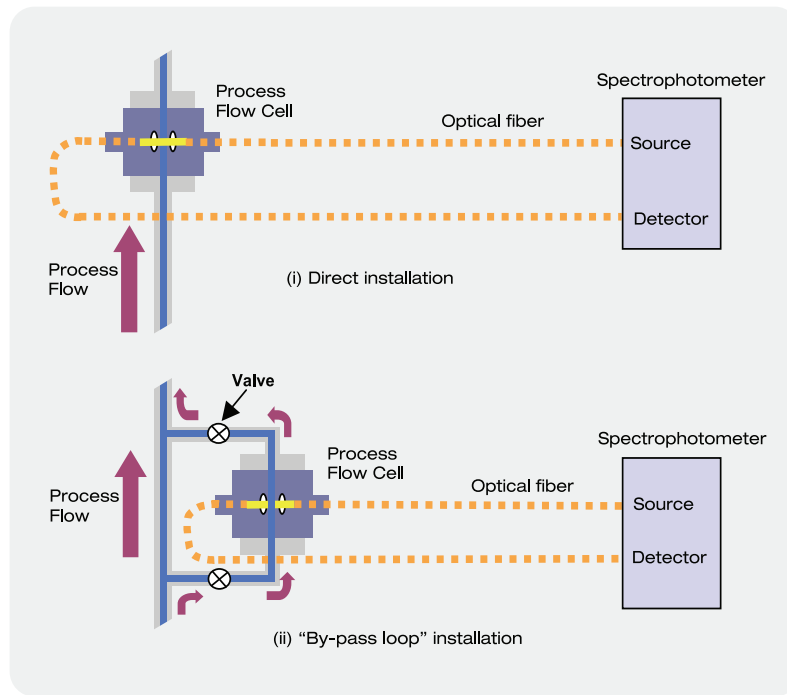 Process
Flow Cell
Spectrophotometer
Optical fiber
Source
Detector
Process
Flow
(i) Direct installation
Valve
Process
Flow Cell
Spectrophotometer
Optical fiber
Process
Flow
Source
Detector
(ii) “By-pass loop” installation